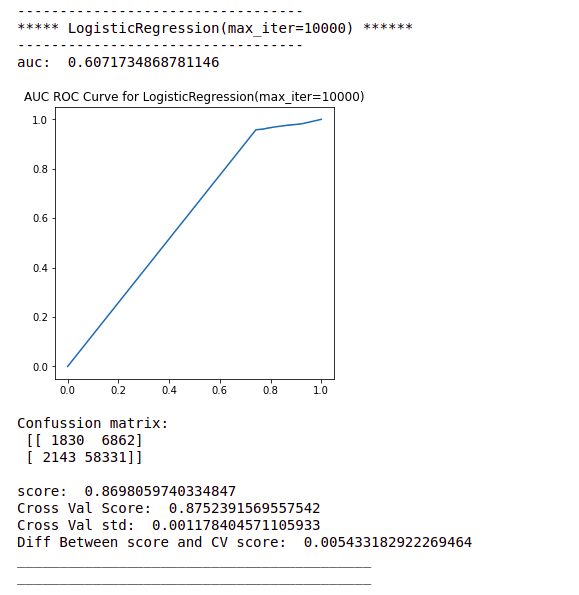 ----------------------------------
***** LogisticRegression(max_iter=10000) ******
----------------------------------
auc:  0.6071734868781146
AUC ROC Curve for LogisticRegression(max_iter=10000)
1.0
0.8
0.6
0.4
0.2
0.0
0.0 0.2 0.4 0.6 0.8 1.0
Confussion matrix:
[[ 1830  6862]
[ 2143 58331]]
score:  0.8698059740334847
Cross Val Score:  0.8752391569557542
Cross Val std:  0.001178404571105933
Diff Between score and CV score:  0.005433182922269464
__________________________________________
__________________________________________